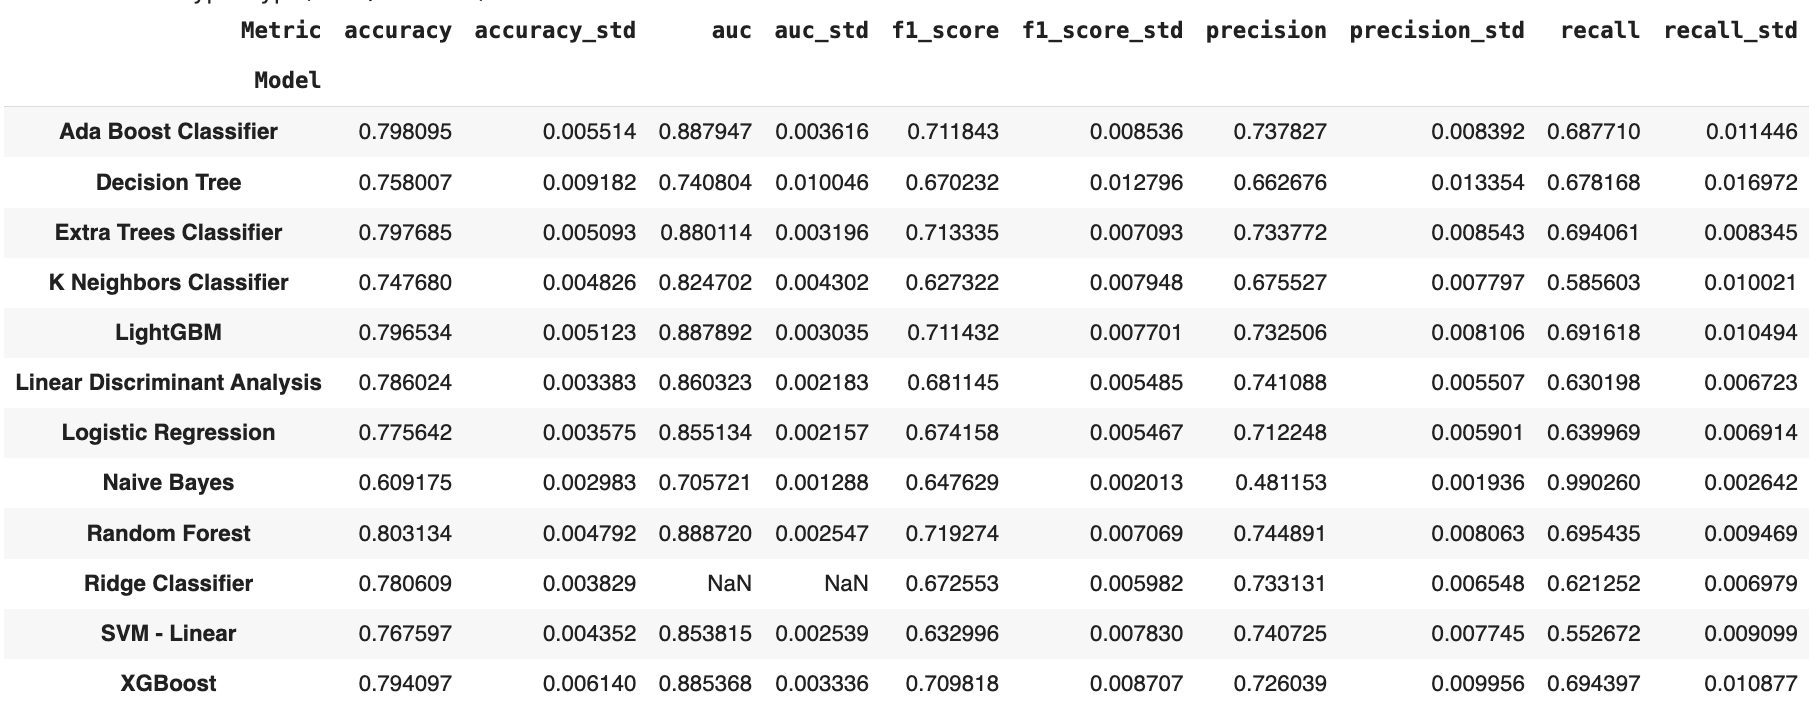 Metric accuracy accuracy_std auc auc_std f1_score f1_score_std precision precision_std recall recall_std
Model
Ada Boost Classifier 0.798095 0.005514 0.887947 0.003616 0.711843 0.008536 0.737827 0.008392 0.687710 0.011446
Decision Tree 0.758007 0.009182 0.740804 0.010046 0.670232 0.012796 0.662676 0.013354 0.678168 0.016972
Extra Trees Classifier 0.797685 0.005093 0.880114 0.003196 0.713335 0.007093 0.733772 0.008543 0.694061 0.008345
K Neighbors Classifier 0.747680 0.004826 0.824702 0.004302 0.627322 0.007948 0.675527 0.007797 0.585603 0.010021
LightGBM 0.796534 0.005123 0.887892 0.003035 0.711432 0.007701 0.732506 0.008106 0.691618 0.010494
Linear Discriminant Analysis 0.786024 0.003383 0.860323 0.002183 0.681145 0.005485 0.741088 0.005507 0.630198 0.006723
Logistic Regression 0.775642 0.003575 0.855134 0.002157 0.674158 0.005467 0.712248 0.005901 0.639969 0.006914
Naive Bayes 0.609175 0.002983 0.705721 0.001288 0.647629 0.002013 0.481153 0.001936 0.990260 0.002642
Random Forest 0.803134 0.004792 0.888720 0.002547 0.719274 0.007069 0.744891 0.008063 0.695435 0.009469
Ridge Classifier 0.780609 0.003829 NaN NaN 0.672553 0.005982 0.733131 0.006548 0.621252 0.006979
SVM - Linear 0.767597 0.004352 0.853815 0.002539 0.632996 0.007830 0.740725 0.007745 0.552672 0.009099
XGBoost 0.794097 0.006140 0.885368 0.003336 0.709818 0.008707 0.726039 0.009956 0.694397 0.010877